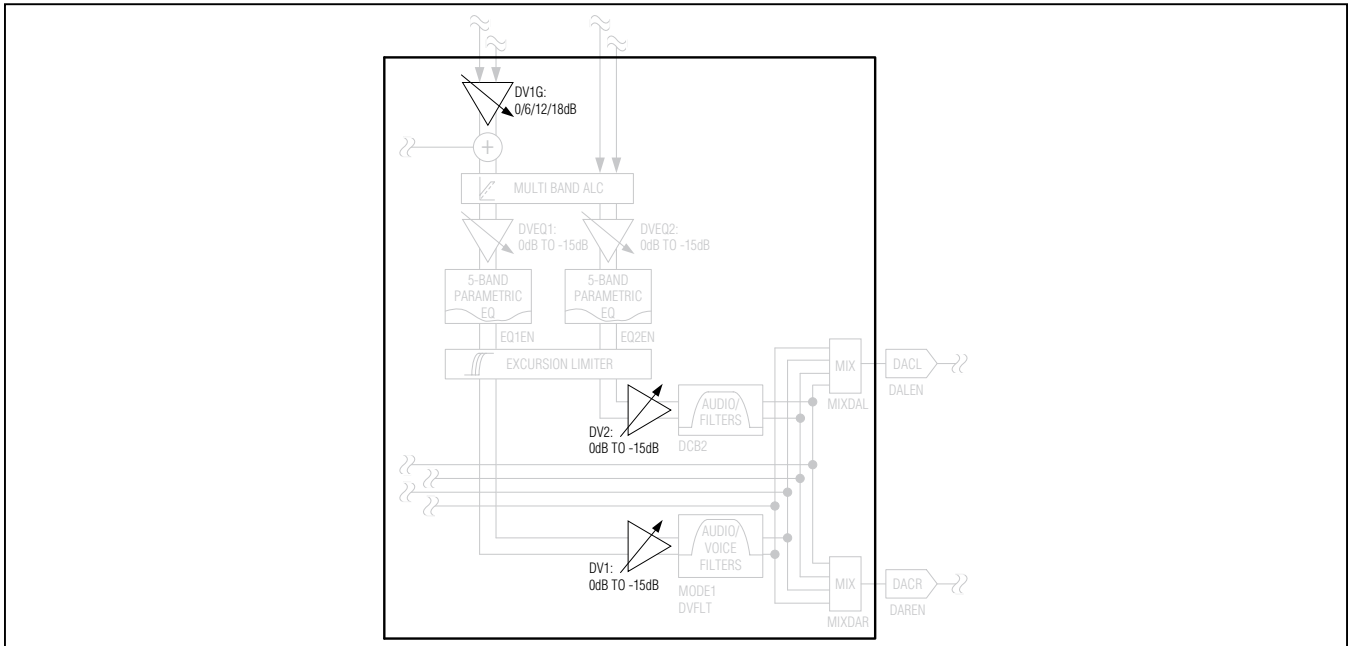 DV1G:
0/6/12/18dB
+
MULTI BAND ALC
DVEQ1:
0dB TO -15dB
DVEQ2:
0dB TO -15dB
5-BAND
PARAMETRIC
EQ
5-BAND
PARAMETRIC
EQ
EQ1EN
EQ2EN
EXCURSION LIMITER
MIX
DACL
DALEN
MIXDAL
AUDIO/
FILTERS
DV2:
0dB TO -15dB
DCB2
AUDIO/
VOICE
FILTERS
DV1:
0dB TO -15dB
MODE1
DVFLT
MIX
DACR
DAREN
MIXDAR